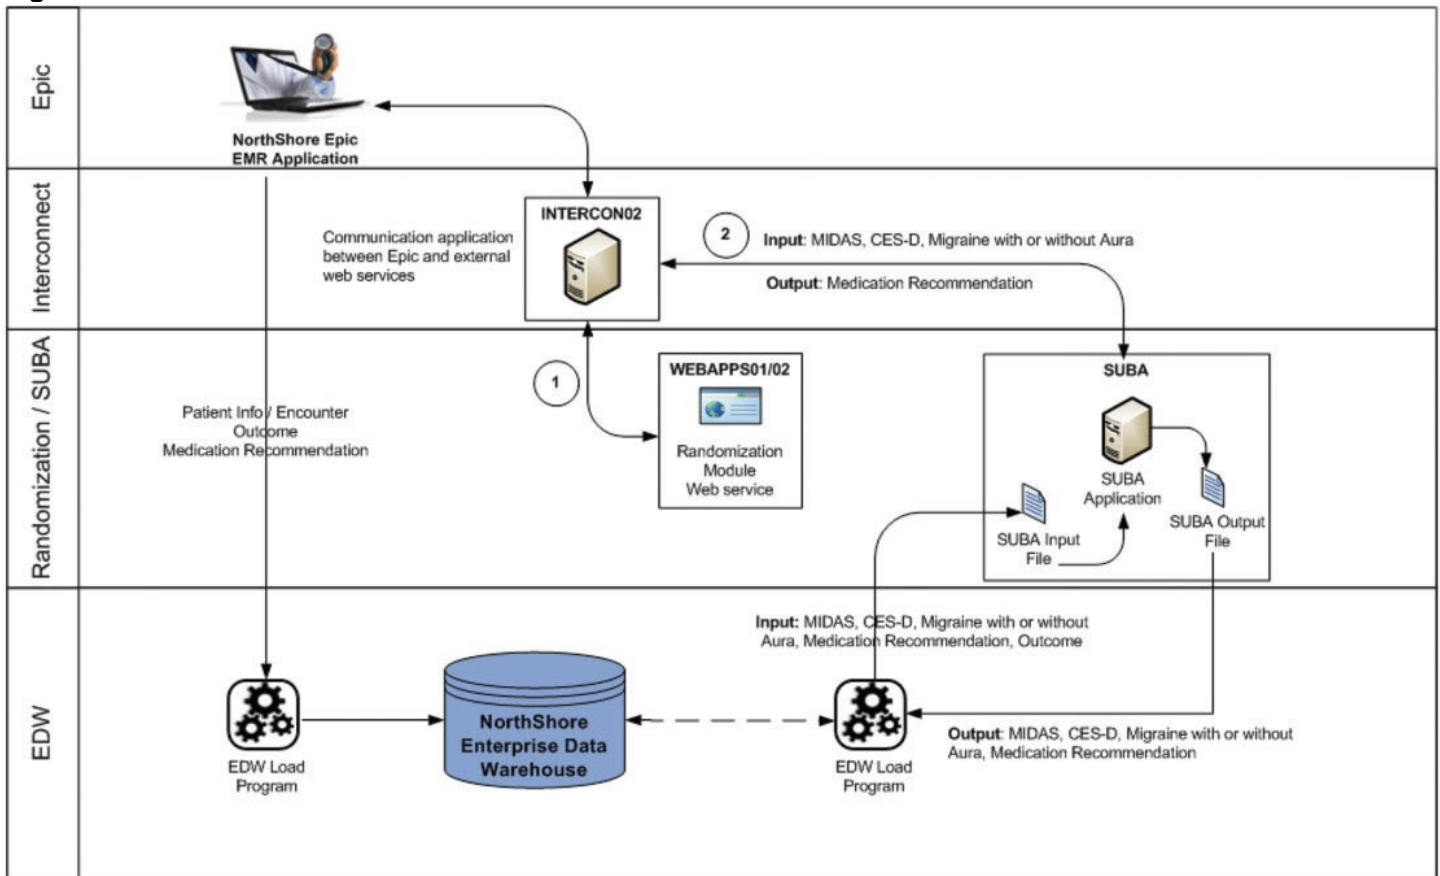 Epic
NorthShore Epic
EMR Application
Interconnect
Communication application
between Epic and external
web services
INTERCON02
2
Input: MIDAS, CES-D, Migraine with or without Aura
Output: Medication Recommendation
Randomization / SUBA
Patient Info / Encounter
Outcome
Medication Recommendation
1
WEBAPPS01/02
Randomization
Module
Web service
SUBA
SUBA
Application
SUBA Input
File
SUBA Output
File
EDW
Input: MIDAS, CES-D, Migraine with or without
Aura, Medication Recommendation, Outcome
EDW Load
Program
NorthShore
Enterprise Data
Warehouse
EDW Load
Program
Output: MIDAS, CES-D, Migraine with or without
Aura, Medication Recommendation